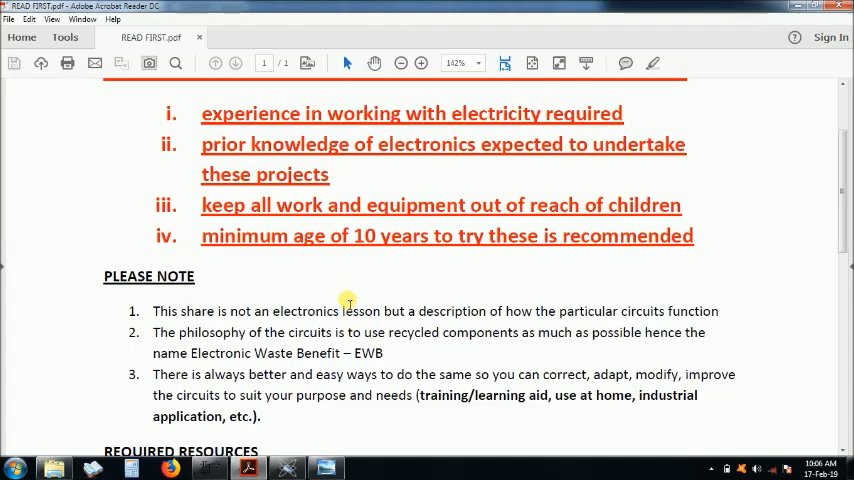 READ FIRST.pdf - Adobe Acrobat Reader DC
File Edit View Window Help
Home Tools READ FIRST.pdf × ? Sign In
1 / 1 142%
i. experience in working with electricity required
ii. prior knowledge of electronics expected to undertake
these projects
iii. keep all work and equipment out of reach of children
iv. minimum age of 10 years to try these is recommended
PLEASE NOTE
1. This share is not an electronics lesson but a description of how the particular circuits function
2. The philosophy of the circuits is to use recycled components as much as possible hence the
name Electronic Waste Benefit – EWB
3. There is always better and easy ways to do the same so you can correct, adapt, modify, improve
the circuits to suit your purpose and needs (training/learning aid, use at home, industrial
application, etc.).
REQUIRED RESOURCES
10:06 AM
17-Feb-19